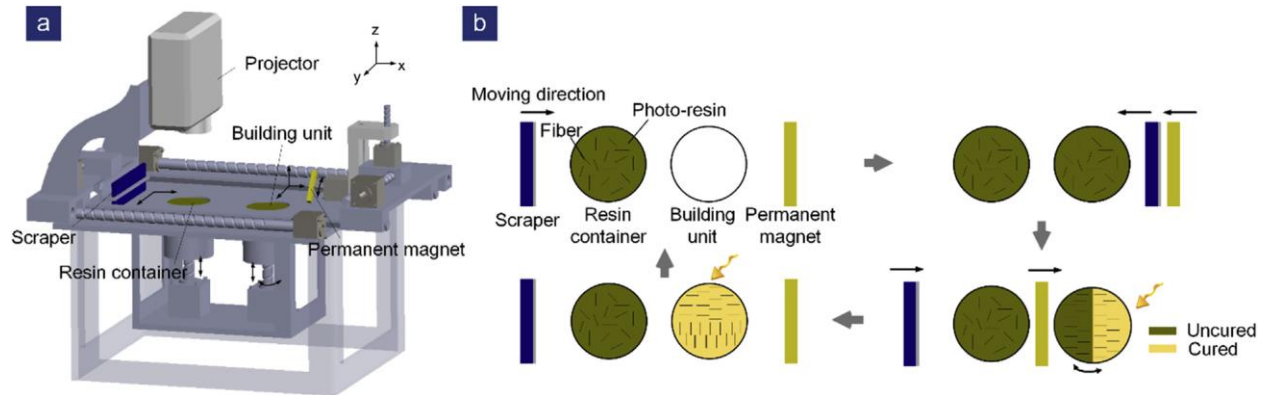 a
Projector
z
x
y
Building unit
Scraper
Resin container
Permanent magnet
b
Moving direction
Photo-resin
Fiber
Scraper
Resin
container
Building
unit
Permanent
magnet
Uncured
Cured